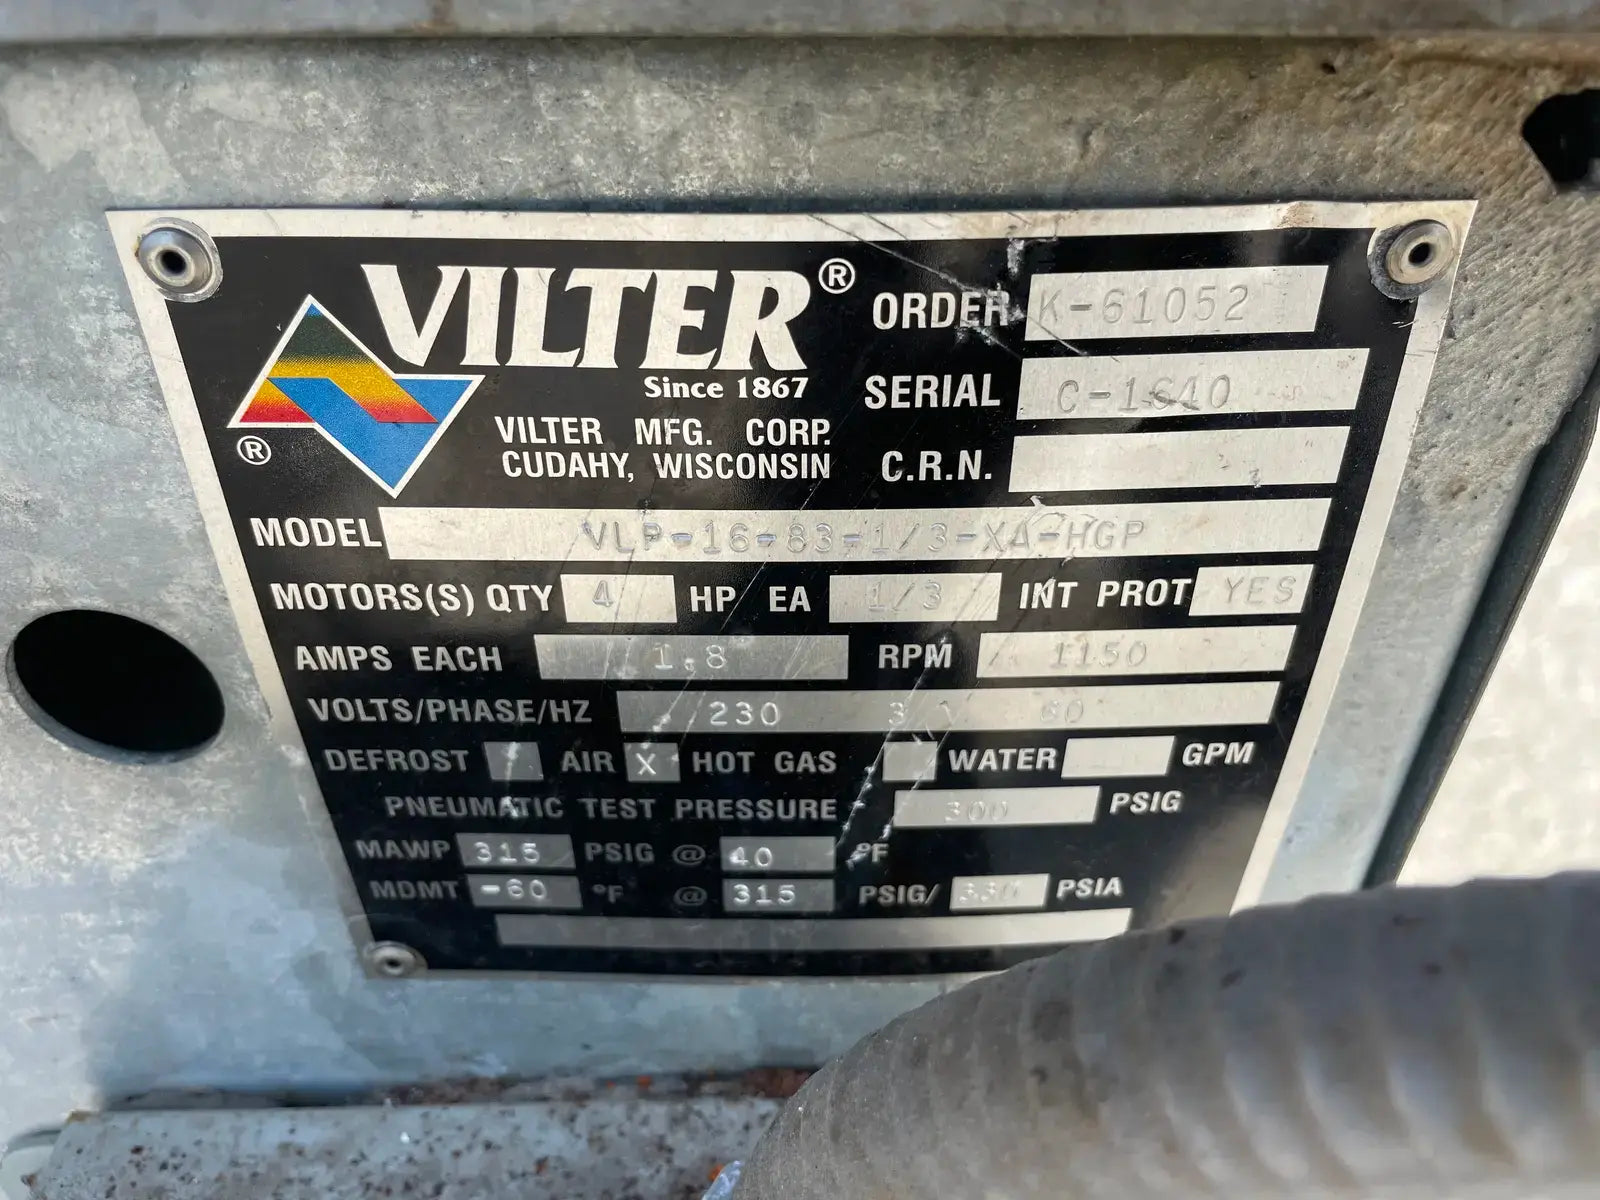 VILTER®
Since 1867
®
VILTER MFG. CORP.
CUDAHY, WISCONSIN
ORDER K-61052
SERIAL C-1640
C.R.N.
MODEL VLP-16-83-1/3-XA-HGP
MOTORS(S) QTY 4 HP EA 1/3 INT PROT YES
AMPS EACH 1.8 RPM 1150
VOLTS/PHASE/HZ 230 3 60
DEFROST AIR X HOT GAS WATER GPM
PNEUMATIC TEST PRESSURE 300 PSIG
MAWP 315 PSIG @ 40 °F
MDMT -60 °F @ 315 PSIG/ 330 PSIA